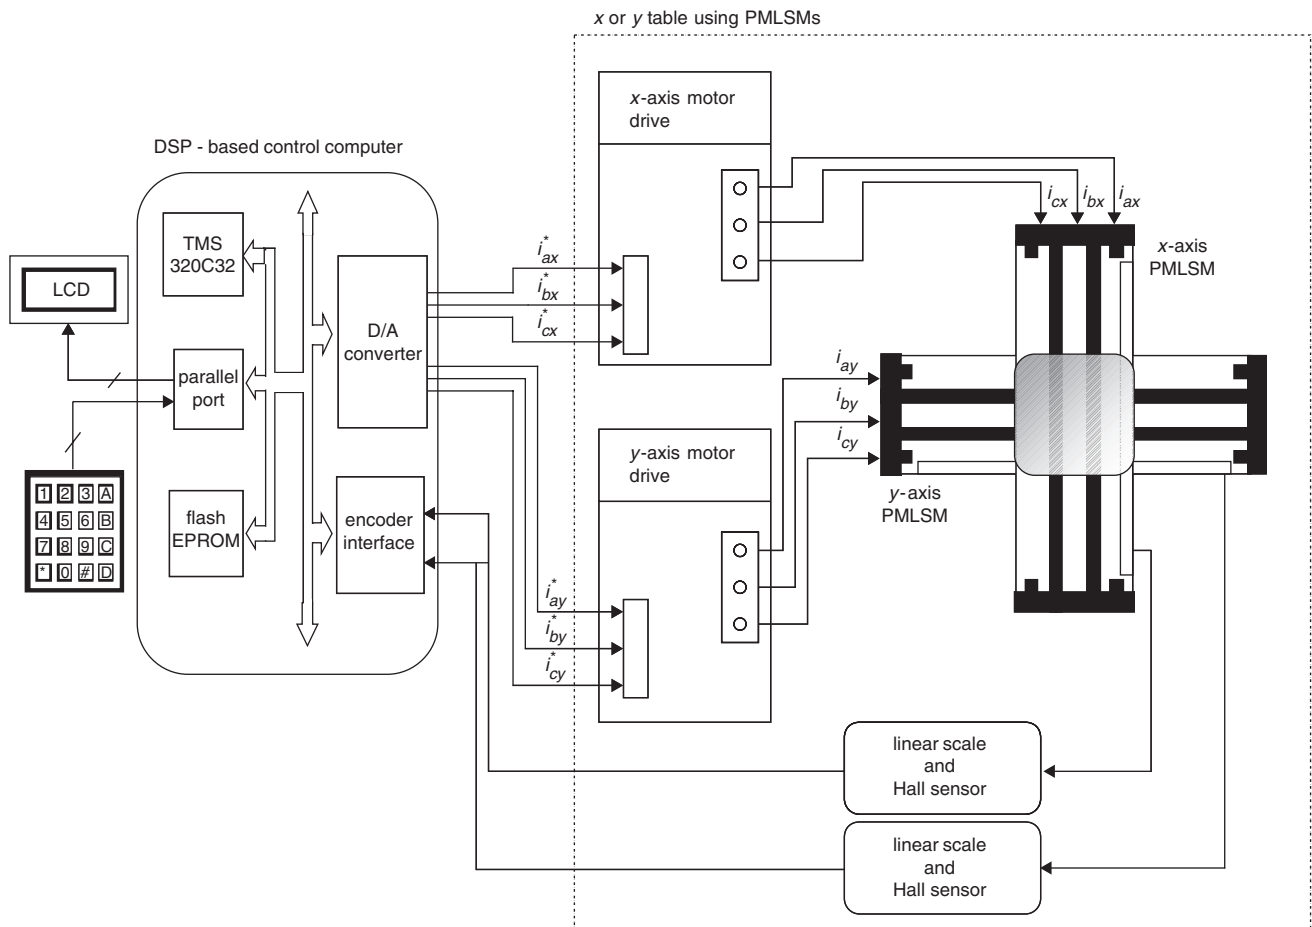 x or y table using PMLSMs
x-axis motor
drive
DSP - based control computer
TMS
320C32
LCD
D/A
converter
parallel
port
flash
EPROM
encoder
interface
1 2 3 A
4 5 6 B
7 8 9 C
* 0 # D
i*ax
i*bx
i*cx
icx ibx iax
x-axis
PMLSM
iay
iby
icy
y-axis motor
drive
y-axis
PMLSM
i*ay
i*by
i*cy
linear scale
and
Hall sensor
linear scale
and
Hall sensor